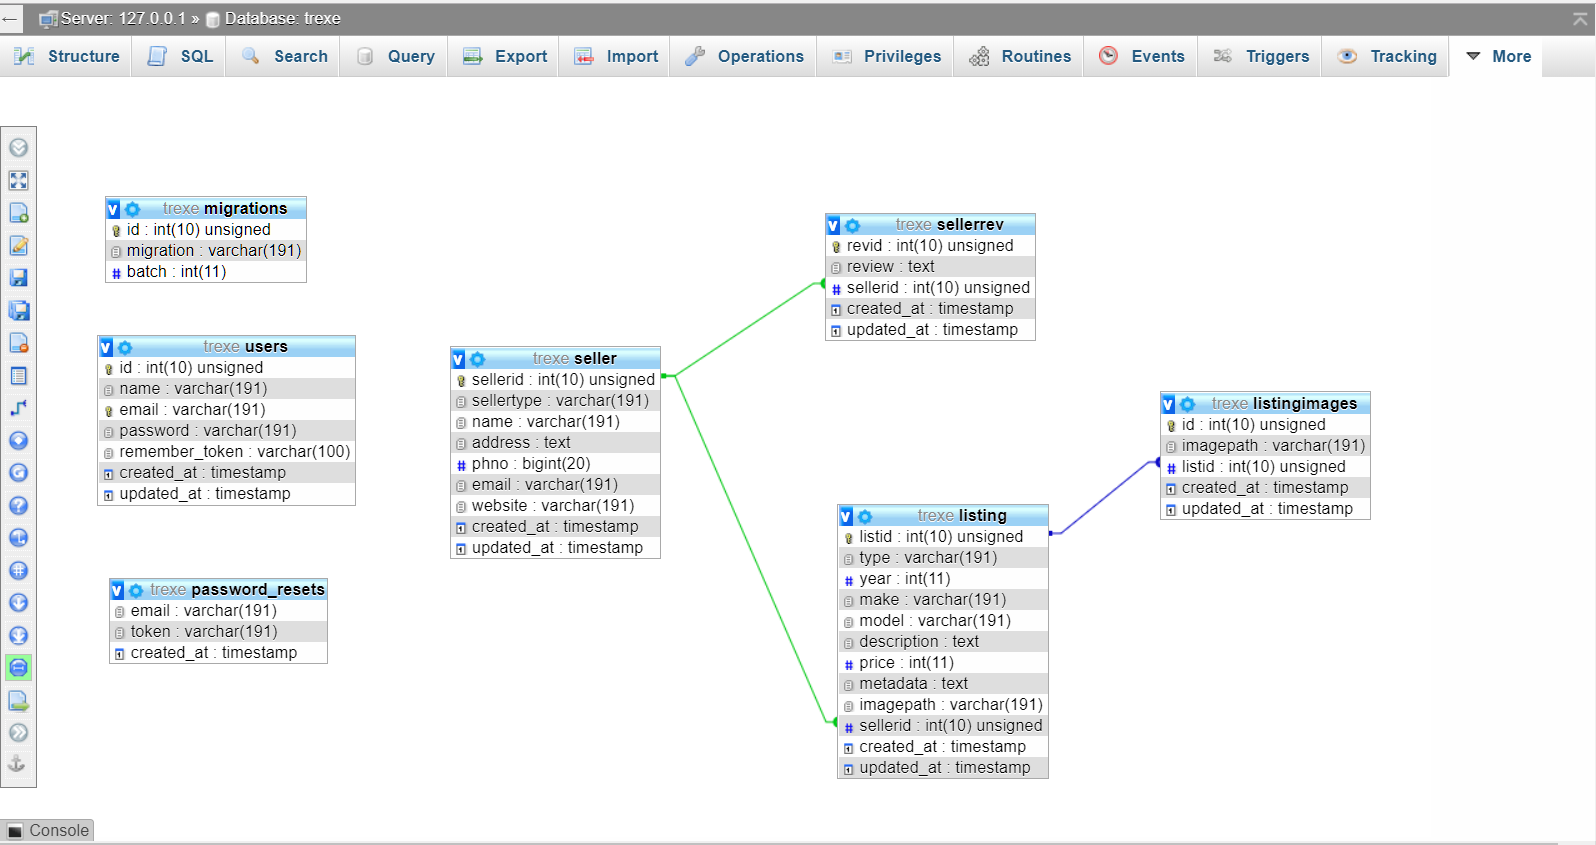 Server: 127.0.0.1 » Database: trexe
Structure SQL Search Query Export Import Operations Privileges Routines Events Triggers Tracking More
trexe migrations
id : int(10) unsigned
migration : varchar(191)
batch : int(11)
trexe users
id : int(10) unsigned
name : varchar(191)
email : varchar(191)
password : varchar(191)
remember_token : varchar(100)
created_at : timestamp
updated_at : timestamp
trexe password_resets
email : varchar(191)
token : varchar(191)
created_at : timestamp
trexe seller
sellerid : int(10) unsigned
sellertype : varchar(191)
name : varchar(191)
address : text
phno : bigint(20)
email : varchar(191)
website : varchar(191)
created_at : timestamp
updated_at : timestamp
trexe sellerrev
revid : int(10) unsigned
review : text
sellerid : int(10) unsigned
created_at : timestamp
updated_at : timestamp
trexe listing
listid : int(10) unsigned
type : varchar(191)
year : int(11)
make : varchar(191)
model : varchar(191)
description : text
price : int(11)
metadata : text
imagepath : varchar(191)
sellerid : int(10) unsigned
created_at : timestamp
updated_at : timestamp
trexe listingimages
id : int(10) unsigned
imagepath : varchar(191)
listid : int(10) unsigned
created_at : timestamp
updated_at : timestamp
Console